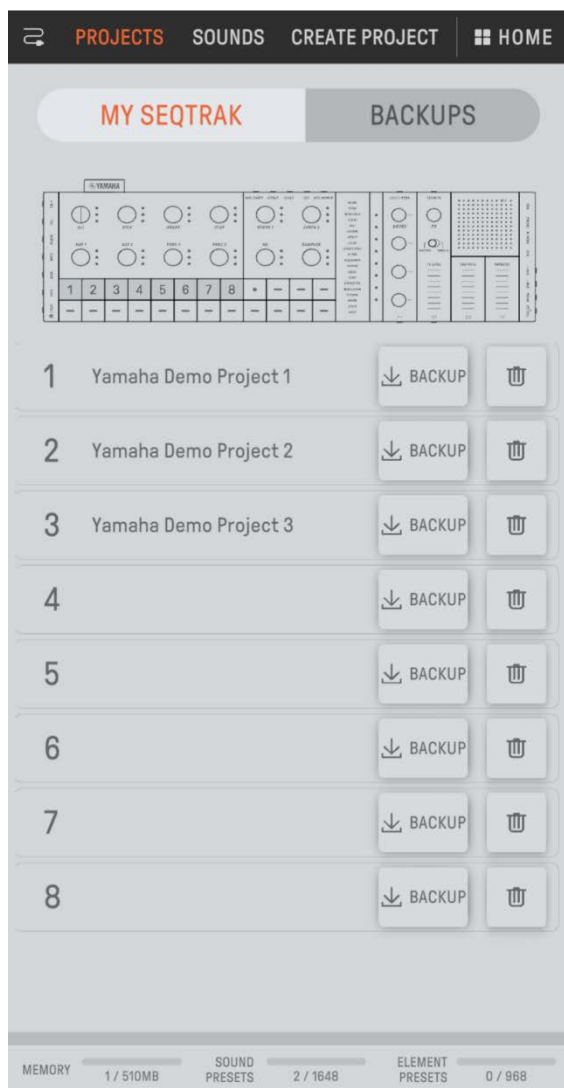 PROJECTS SOUNDS CREATE PROJECT HOME
MY SEQTRAK BACKUPS
YAMAHA
1 2 3 4 5 6 7 8
1 Yamaha Demo Project 1 BACKUP
2 Yamaha Demo Project 2 BACKUP
3 Yamaha Demo Project 3 BACKUP
4 BACKUP
5 BACKUP
6 BACKUP
7 BACKUP
8 BACKUP
MEMORY 1 / 510MB SOUND PRESETS 2 / 1648 ELEMENT PRESETS 0 / 968